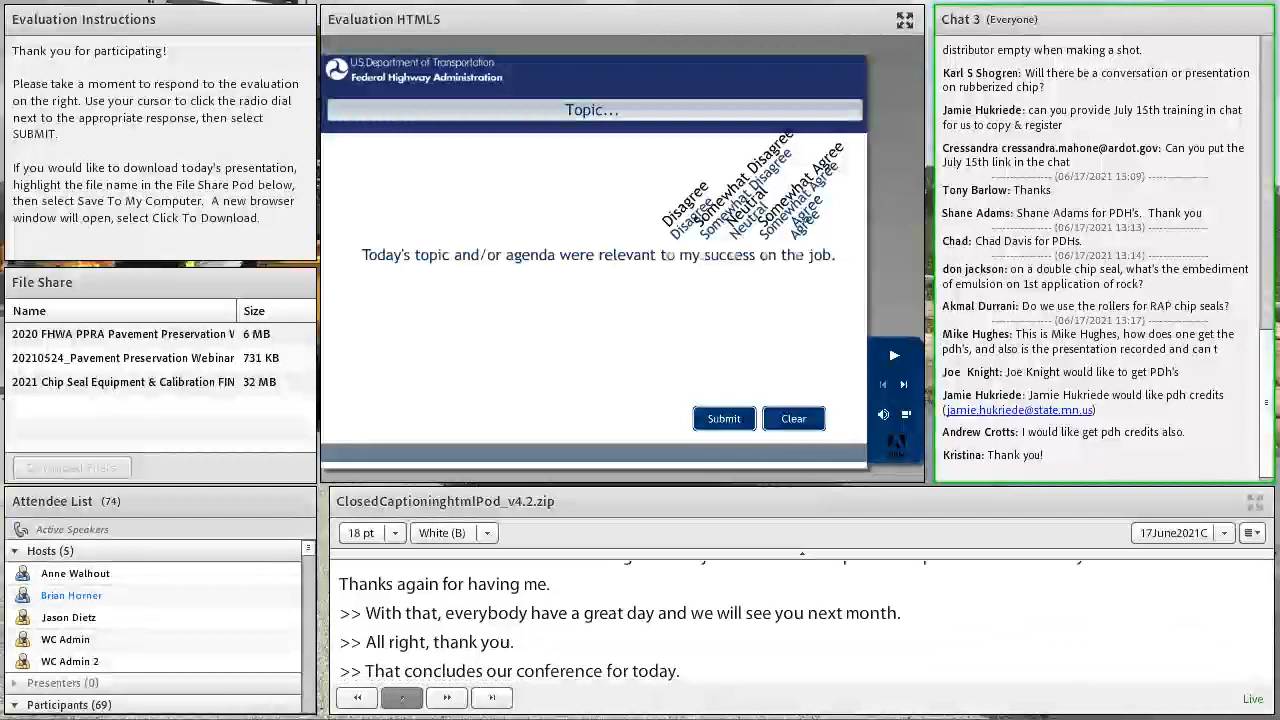 Evaluation Instructions
Thank you for participating!
Please take a moment to respond to the evaluation
on the right. Use your cursor to click the radio dial
next to the appropriate response, then select
SUBMIT.
If you would like to download today's presentation,
highlight the file name in the File Share Pod below,
then select Save To My Computer. A new browser
window will open, select Click To Download.
File Share
Name Size
2020 FHWA PPRA Pavement Preservation V 6 MB
20210524_Pavement Preservation Webinar 731 KB
2021 Chip Seal Equipment & Calibration FIN 32 MB
Attendee List (74)
Active Speakers
Hosts (5)
Anne Walhout
Brian Horner
Jason Dietz
WC Admin
WC Admin 2
Presenters (0)
Participants (69)
Evaluation HTML5
U.S. Department of Transportation
Federal Highway Administration
Topic...
Disagree
Somewhat Disagree
Neutral
Somewhat Agree
Agree
Disagree
Somewhat Disagree
Neutral
Somewhat Agree
Agree
Today's topic and/or agenda were relevant to my success on the job.
Submit Clear
Chat 3 (Everyone)
distributor empty when making a shot.
Karl S Shogren: Will there be a conversation or presentation
on rubberized chip?
Jamie Hukriede: can you provide July 15th training in chat
for us to copy & register
Cressandra cressandra.mahone@ardot.gov: Can you put the
July 15th link in the chat
------------------ (06/17/2021 13:09) ------------------
Tony Barlow: Thanks
Shane Adams: Shane Adams for PDH's. Thank you
------------------ (06/17/2021 13:13) ------------------
Chad: Chad Davis for PDHs.
------------------ (06/17/2021 13:14) ------------------
don jackson: on a double chip seal, what's the embediment
of emulsion on 1st application of rock?
Akmal Durrani: Do we use the rollers for RAP chip seals?
------------------ (06/17/2021 13:17) ------------------
Mike Hughes: This is Mike Hughes, how does one get the
pdh's, and also is the presentation recorded and can t
Joe Knight: Joe Knight would like to get PDh's
Jamie Hukriede: Jamie Hukriede would like pdh credits
(jamie.hukriede@state.mn.us)
Andrew Crotts: I would like get pdh credits also.
Kristina: Thank you!
ClosedCaptioninghtmlPod_v4.2.zip
18 pt White (B) 17June2021C
Thanks again for having me.
>> With that, everybody have a great day and we will see you next month.
>> All right, thank you.
>> That concludes our conference for today.
Live